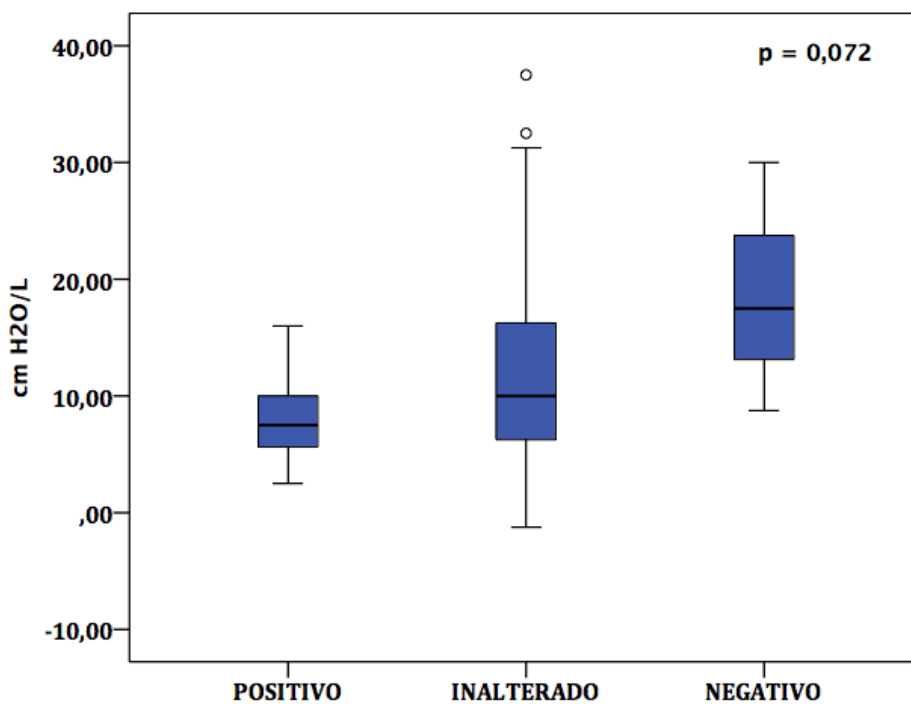 40,00
p = 0,072
30,00
20,00
cm H2O/L
10,00
,00
-10,00
POSITIVO INALTERADO NEGATIVO